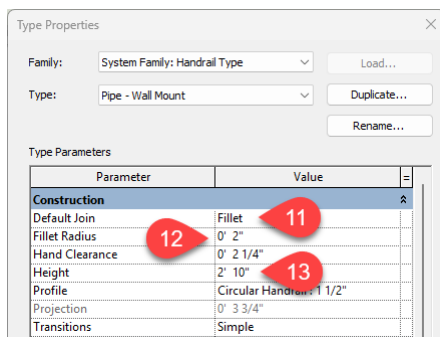 Type Properties
Family: System Family: Handrail Type Load...
Type: Pipe - Wall Mount Duplicate...
Rename...
Type Parameters
Parameter Value =
Construction
Default Join Fillet 11
Fillet Radius 12 0' 2"
Hand Clearance 0' 2 1/4"
Height 2' 10" 13
Profile Circular Handrail : 1 1/2"
Projection 0' 3 3/4"
Transitions Simple